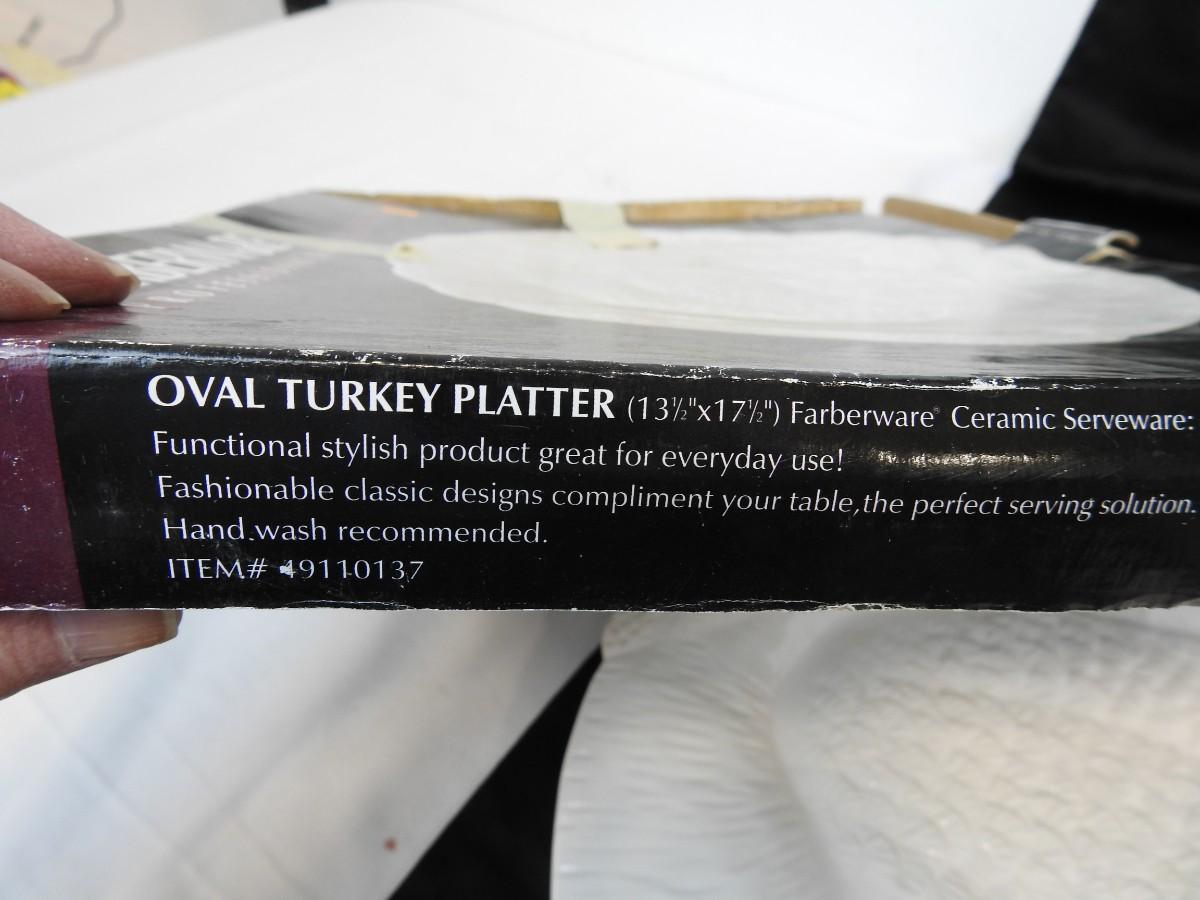 OVAL TURKEY PLATTER (13½"x17½") Farberware® Ceramic Serveware:
Functional stylish product great for everyday use!
Fashionable classic designs compliment your table,the perfect serving solution.
Hand wash recommended.
ITEM# 49110137